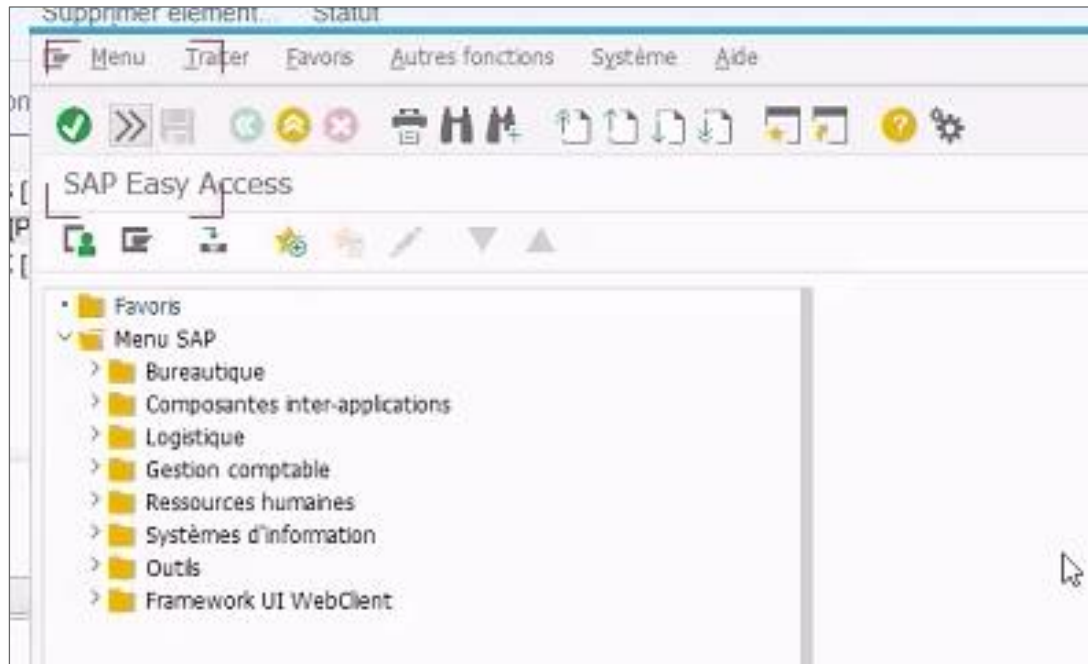 Supprimer élément... Statut
Menu Traiter Favoris Autres fonctions Système Aide
SAP Easy Access
Favoris
Menu SAP
Bureautique
Composantes inter-applications
Logistique
Gestion comptable
Ressources humaines
Systèmes d'information
Outils
Framework UI WebClient